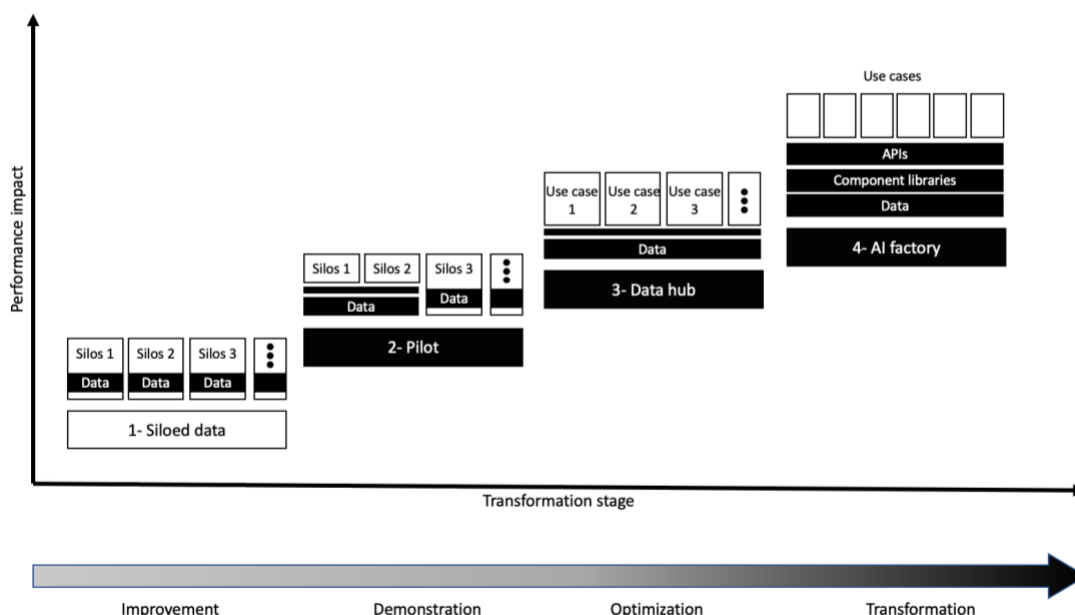 Use cases
APIs
Component libraries
Data
4- AI factory
Use case
1
Use case
2
Use case
3
Data
3- Data hub
Silos 1
Silos 2
Silos 3
Data
Data
2- Pilot
Silos 1
Silos 2
Silos 3
Data
Data
Data
1- Siloed data
Performance impact
Transformation stage
Improvement
Demonstration
Optimization
Transformation